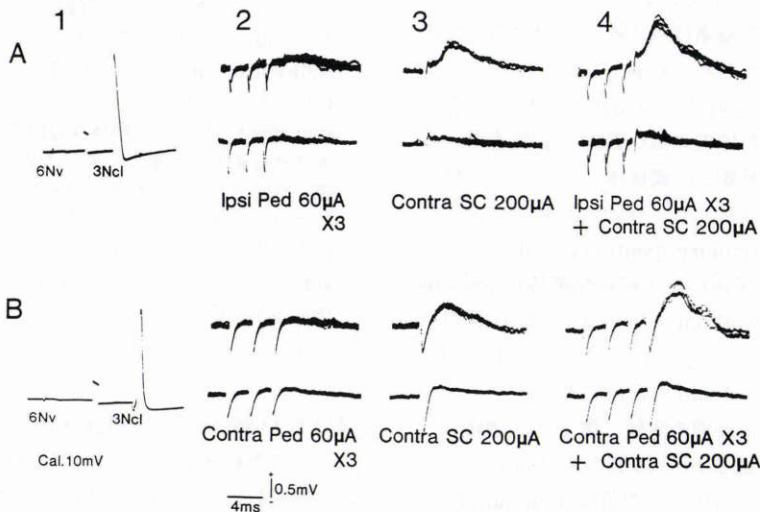 1 2 3 4
A
6Nv 3Ncl
Ipsi Ped 60µA
X3
Contra SC 200µA
Ipsi Ped 60µA X3
+ Contra SC 200µA
B
6Nv 3Ncl
Cal.10mV
Contra Ped 60µA
X3
Contra SC 200µA
Contra Ped 60µA X3
+ Contra SC 200µA
0.5mV
4ms